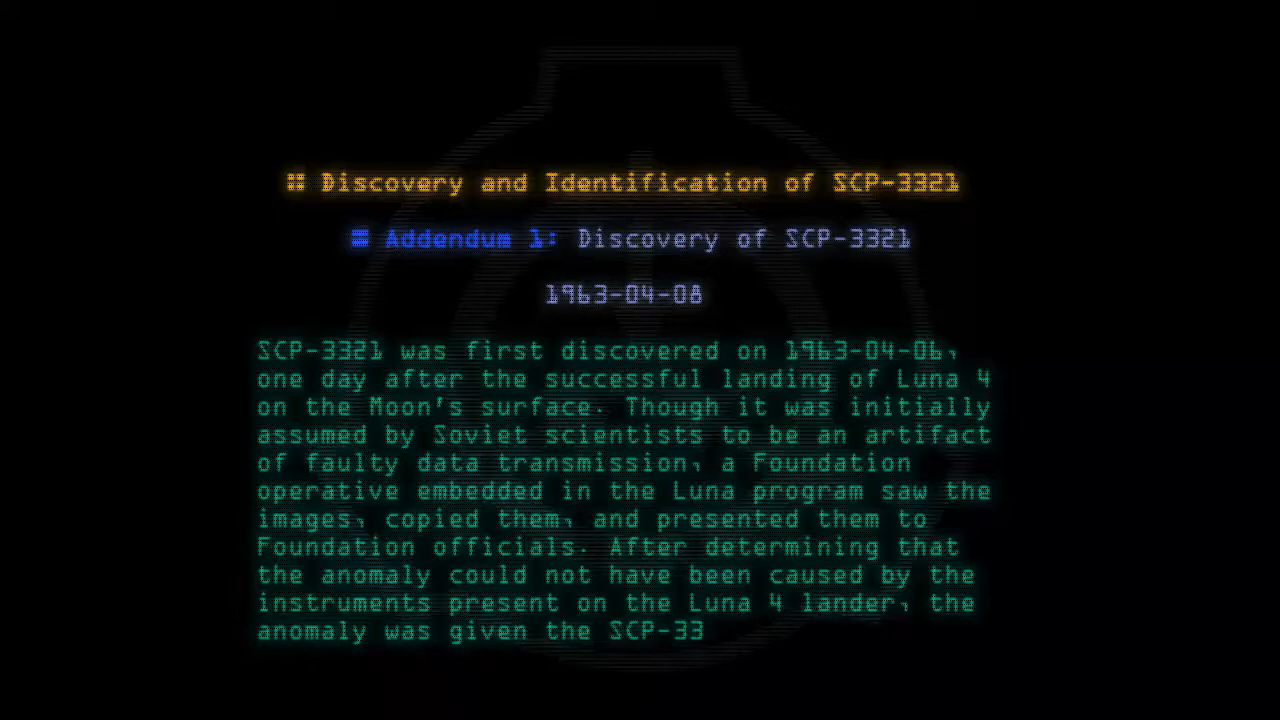 ⠿ Discovery and Identification of SCP-3321
■ Addendum 1: Discovery of SCP-3321
1963-04-08
SCP-3321 was first discovered on 1963-04-06,
one day after the successful landing of Luna 4
on the Moon's surface. Though it was initially
assumed by Soviet scientists to be an artifact
of faulty data transmission, a Foundation
operative embedded in the Luna program saw the
images, copied them, and presented them to
Foundation officials. After determining that
the anomaly could not have been caused by the
instruments present on the Luna 4 lander, the
anomaly was given the SCP-33